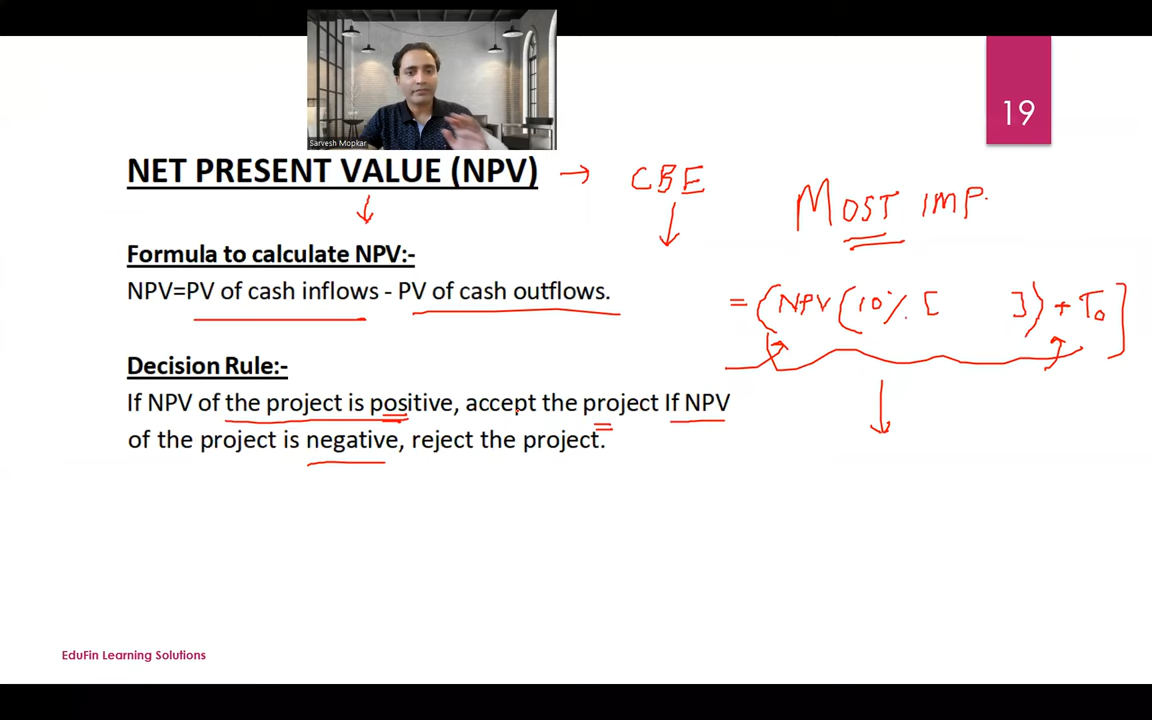 19
Sarvesh Mopkar
NET PRESENT VALUE (NPV) → CBE
MOST IMP.
Formula to calculate NPV:-
NPV=PV of cash inflows - PV of cash outflows.
=(NPV(10%[ ])+T₀]
Decision Rule:-
If NPV of the project is positive, accept the project If NPV
of the project is negative, reject the project.
EduFin Learning Solutions